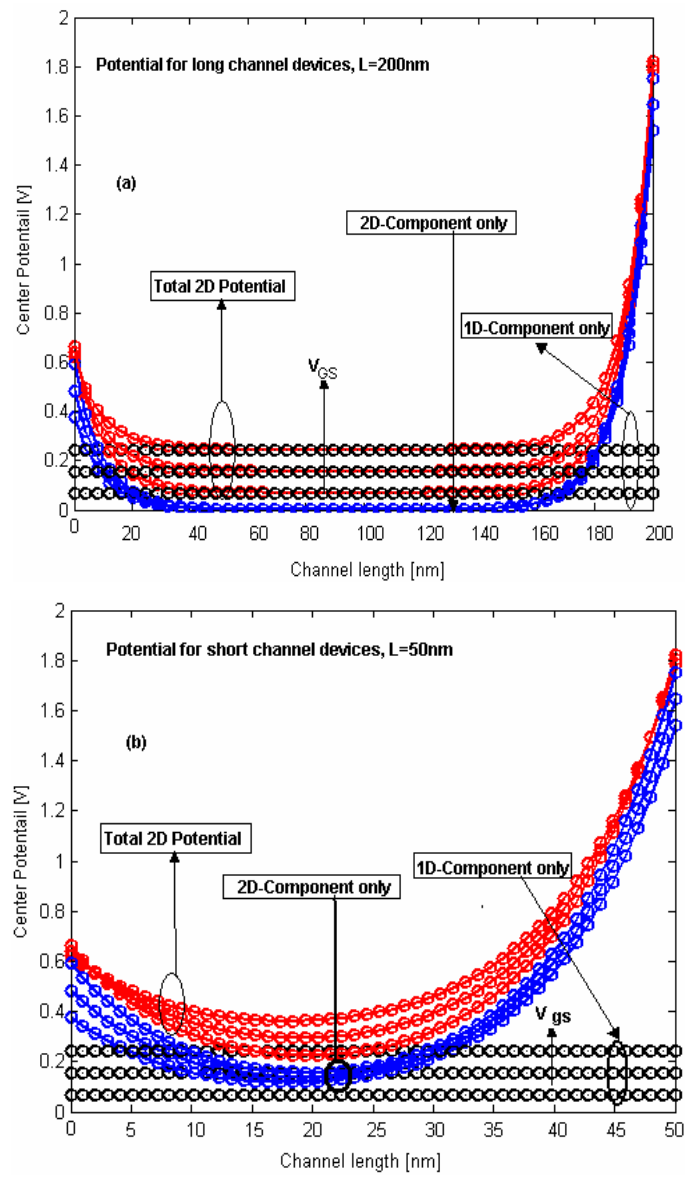 2
Potential for long channel devices, L=200nm
1.8
1.6
1.4
(a)
1.2
2D-Component only
1
Total 2D Potential
0.8
1D-Component only
0.6
V GS
0.4
0.2
0
0 20 40 60 80 100 120 140 160 180 200
Center Potentail [V]
Channel length [nm]
2
Potential for short channel devices, L=50nm
1.8
1.6
(b)
1.4
1.2
Total 2D Potential
1
1D-Component only
2D-Component only
0.8
0.6
V gs
0.4
0.2
0
0 5 10 15 20 25 30 35 40 45 50
Center Potentail [V]
Channel length [nm]